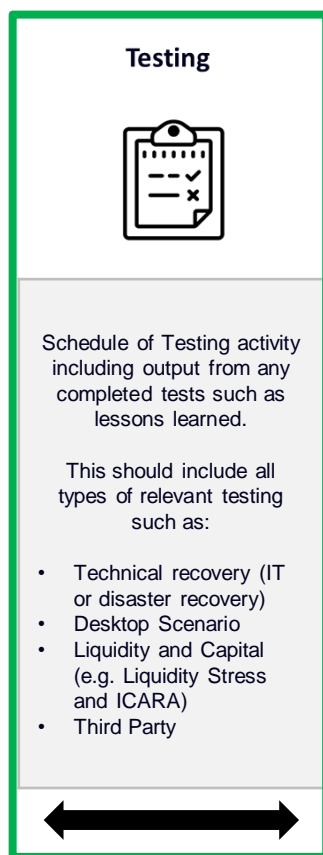 Testing
Schedule of Testing activity
including output from any
completed tests such as
lessons learned.
This should include all
types of relevant testing
such as:
• Technical recovery (IT
or disaster recovery)
• Desktop Scenario
• Liquidity and Capital
(e.g. Liquidity Stress
and ICARA)
• Third Party